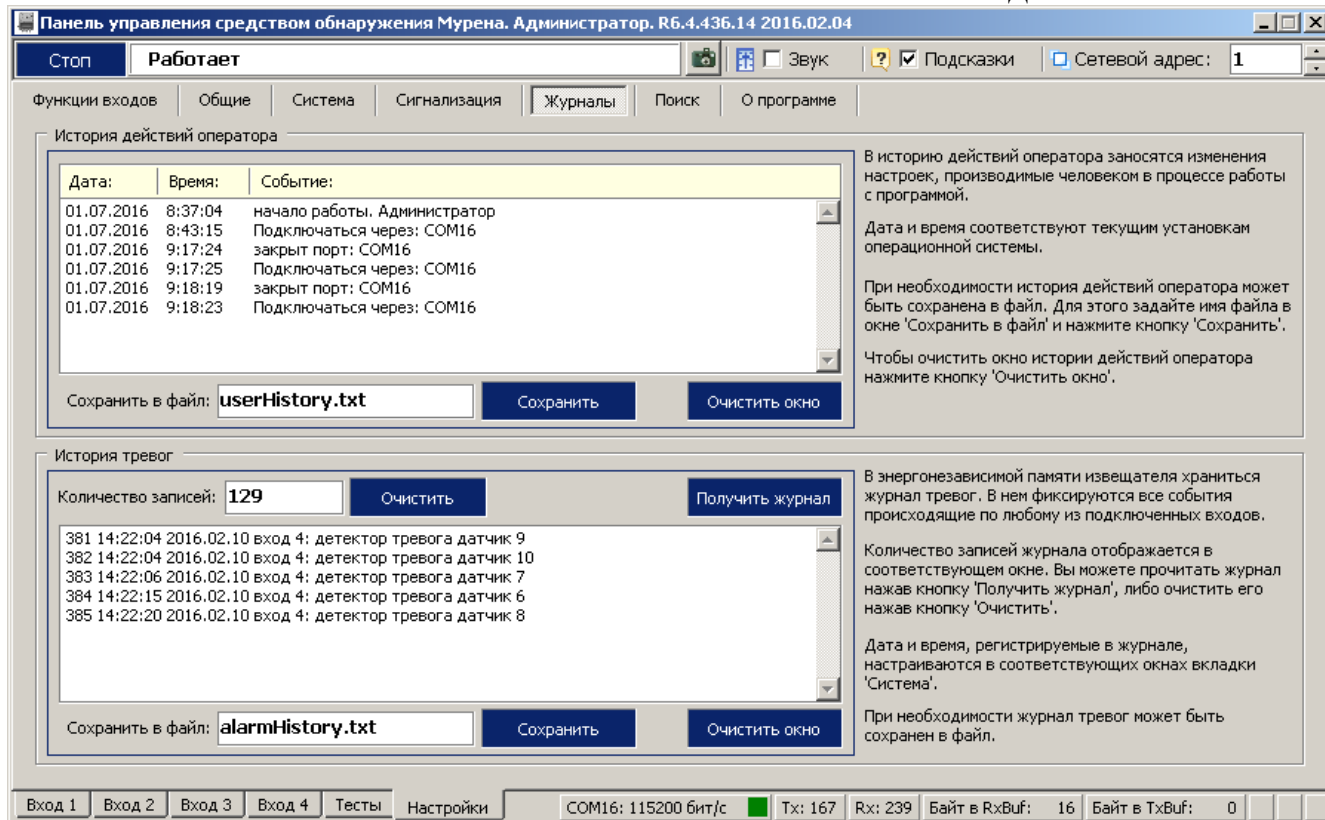 Панель управления средством обнаружения Мурена. Администратор. R6.4.436.14 2016.02.04
Стоп Работает Звук Подсказки Сетевой адрес: 1
Функции входов Общие Система Сигнализация Журналы Поиск О программе
История действий оператора
Дата: Время: Событие:
01.07.2016 8:37:04 начало работы. Администратор
01.07.2016 8:43:15 Подключаться через: COM16
01.07.2016 9:17:24 закрыт порт: COM16
01.07.2016 9:17:25 Подключаться через: COM16
01.07.2016 9:18:19 закрыт порт: COM16
01.07.2016 9:18:23 Подключаться через: COM16
Сохранить в файл: userHistory.txt Сохранить Очистить окно
В историю действий оператора заносятся изменения
настроек, производимые человеком в процессе работы
с программой.
Дата и время соответствуют текущим установкам
операционной системы.
При необходимости история действий оператора может
быть сохранена в файл. Для этого задайте имя файла в
окне 'Сохранить в файл' и нажмите кнопку 'Сохранить'.
Чтобы очистить окно истории действий оператора
нажмите кнопку 'Очистить окно'.
История тревог
Количество записей: 129 Очистить Получить журнал
381 14:22:04 2016.02.10 вход 4: детектор тревога датчик 9
382 14:22:04 2016.02.10 вход 4: детектор тревога датчик 10
383 14:22:06 2016.02.10 вход 4: детектор тревога датчик 7
384 14:22:15 2016.02.10 вход 4: детектор тревога датчик 6
385 14:22:20 2016.02.10 вход 4: детектор тревога датчик 8
Сохранить в файл: alarmHistory.txt Сохранить Очистить окно
В энергонезависимой памяти извещателя храниться
журнал тревог. В нем фиксируются все события
происходящие по любому из подключенных входов.
Количество записей журнала отображается в
соответствующем окне. Вы можете прочитать журнал
нажав кнопку 'Получить журнал', либо очистить его
нажав кнопку 'Очистить'.
Дата и время, регистрируемые в журнале,
настраиваются в соответствующих окнах вкладки
'Система'.
При необходимости журнал тревог может быть
сохранен в файл.
Вход 1 Вход 2 Вход 3 Вход 4 Тесты Настройки COM16: 115200 бит/с Tx: 167 Rx: 239 Байт в RxBuf: 16 Байт в TxBuf: 0